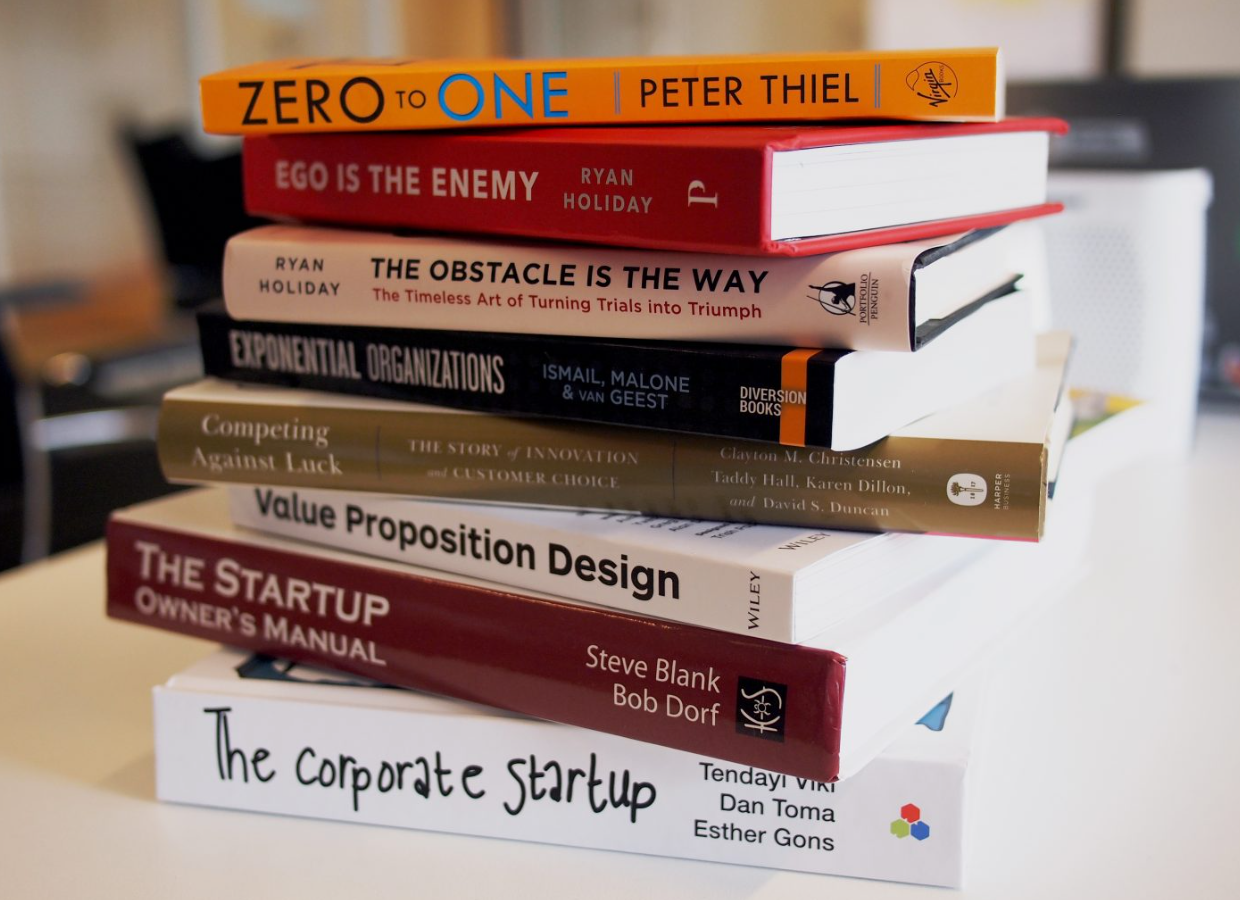 ZERO TO ONE PETER THIEL Virgin BOOKS
EGO IS THE ENEMY RYAN HOLIDAY P
RYAN HOLIDAY THE OBSTACLE IS THE WAY
The Timeless Art of Turning Trials into Triumph
PORTFOLIO PENGUIN
EXPONENTIAL ORGANIZATIONS ISMAIL, MALONE & VAN GEEST DIVERSION BOOKS
Competing Against Luck
THE STORY of INNOVATION
and CUSTOMER CHOICE
Clayton M. Christensen
Taddy Hall, Karen Dillon,
and David S. Duncan
HARPER BUSINESS
Value Proposition Design
WILEY
WILEY
THE STARTUP
OWNER'S MANUAL
Steve Blank
Bob Dorf
K&S
The corporate startup
Tendayi Viki
Dan Toma
Esther Gons